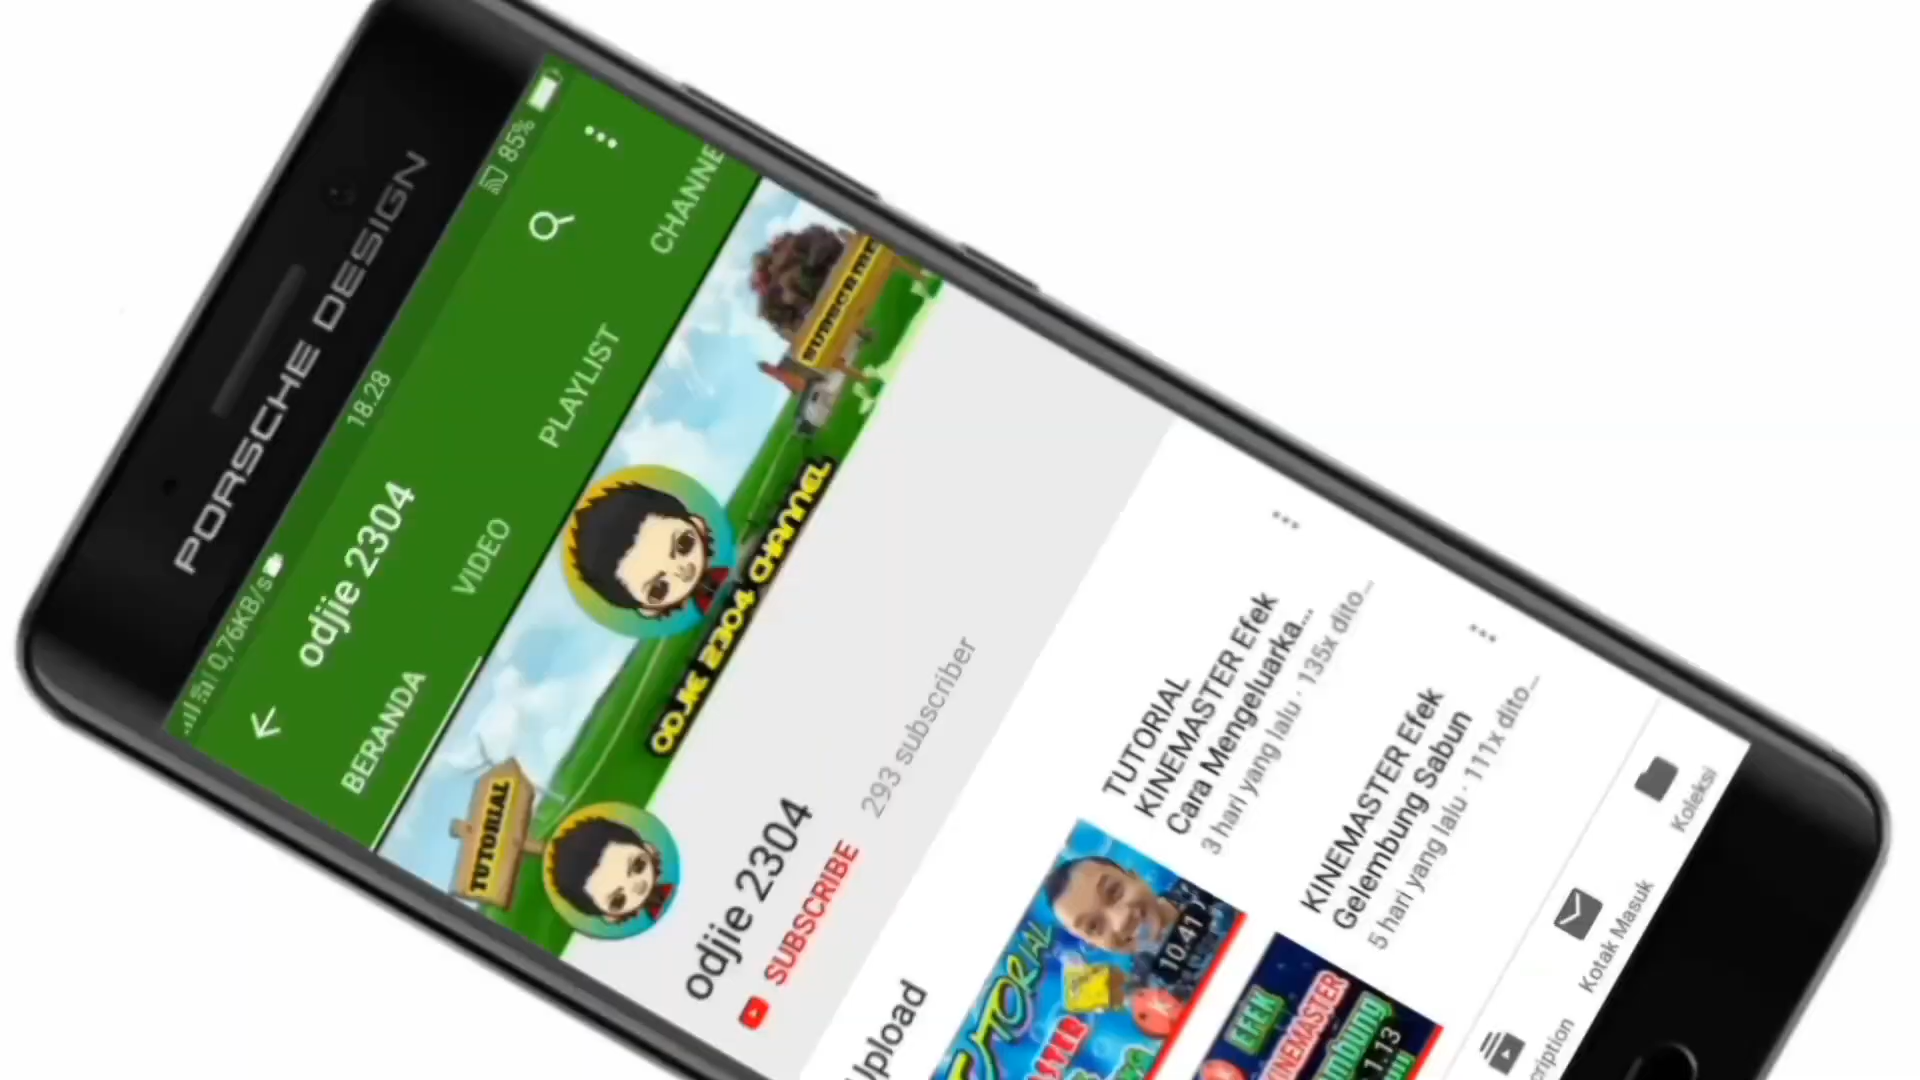 PORSCHE DESIGN
0,76KB/s
18.28
85%
odjie 2304
BERANDA
VIDEO
PLAYLIST
CHANNE
TUTORIAL
ODJIE 2304 CHANNEL
SUBSCRIBE
odjie 2304
SUBSCRIBE
293 subscriber
Upload
TUTORIAL
10.41
TUTORIAL
KINEMASTER Efek
Cara Mengeluarka...
3 hari yang lalu · 135x dito...
EFEK
KINEMASTER
1.13
KINEMASTER Efek
Gelembung Sabun
5 hari yang lalu · 111x dito...
Kotak Masuk
Koleksi